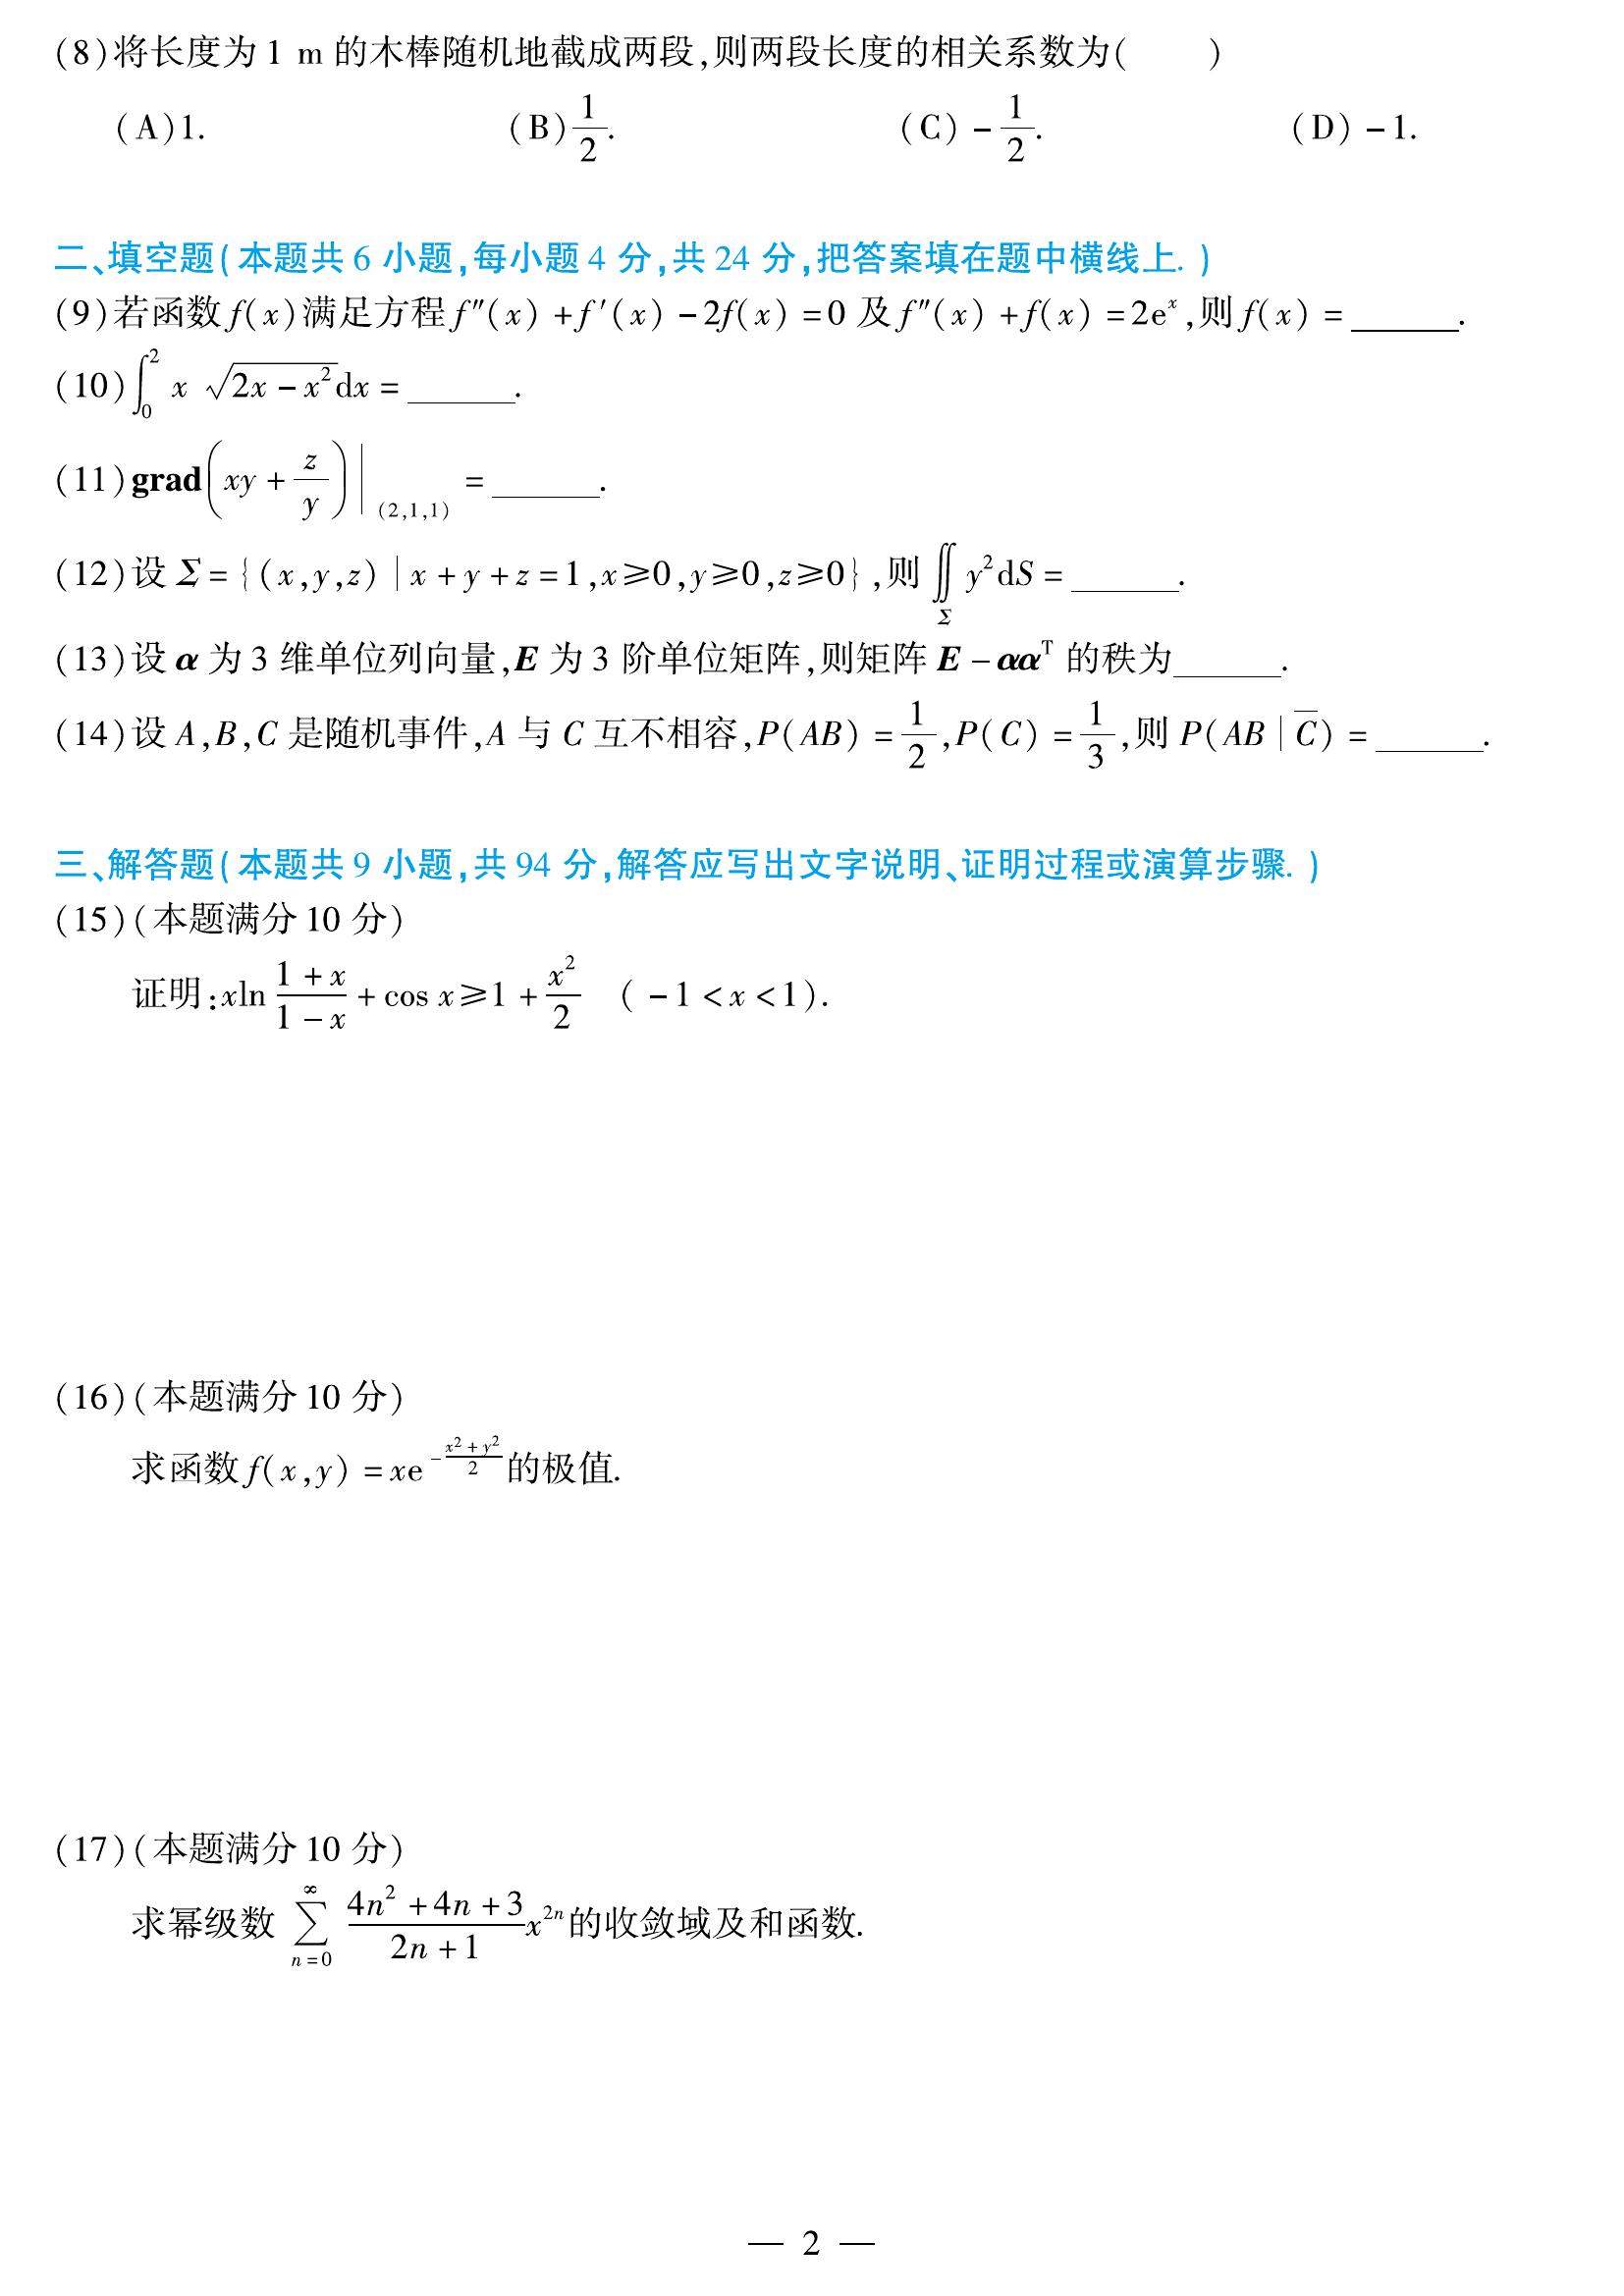 (8)将长度为1 m的木棒随机地截成两段,则两段长度的相关系数为(  )
(A)1. (B)$\frac{1}{2}$. (C)$-\frac{1}{2}$. (D)-1.
二、填空题(本题共6小题,每小题4分,共24分,把答案填在题中横线上.)
(9)若函数$f(x)$满足方程$f''(x)+f'(x)-2f(x)=0$及$f''(x)+f(x)=2e^x$,则$f(x)=$______.
(10)$\int_0^2 x\sqrt{2x-x^2}dx=$______.
(11)$\mathbf{grad}\left(xy+\frac{z}{y}\right)\Big|_{(2,1,1)}=$______.
(12)设$\Sigma=\{(x,y,z)|x+y+z=1,x\geqslant0,y\geqslant0,z\geqslant0\}$,则$\iint_\Sigma y^2dS=$______.
(13)设$\boldsymbol{\alpha}$为3维单位列向量,$\boldsymbol{E}$为3阶单位矩阵,则矩阵$\boldsymbol{E}-\boldsymbol{\alpha\alpha}^T$的秩为______.
(14)设$A,B,C$是随机事件,$A$与$C$互不相容,$P(AB)=\frac{1}{2}$,$P(C)=\frac{1}{3}$,则$P(AB|\overline{C})=$______.
三、解答题(本题共9小题,共94分,解答应写出文字说明、证明过程或演算步骤.)
(15)(本题满分10分)
证明:$x\ln\frac{1+x}{1-x}+\cos x\geqslant1+\frac{x^2}{2}$ $(-1<x<1)$.
(16)(本题满分10分)
求函数$f(x,y)=xe^{-\frac{x^2+y^2}{2}}$的极值.
(17)(本题满分10分)
求幂级数$\sum_{n=0}^{\infty}\frac{4n^2+4n+3}{2n+1}x^{2n}$的收敛域及和函数.
— 2 —